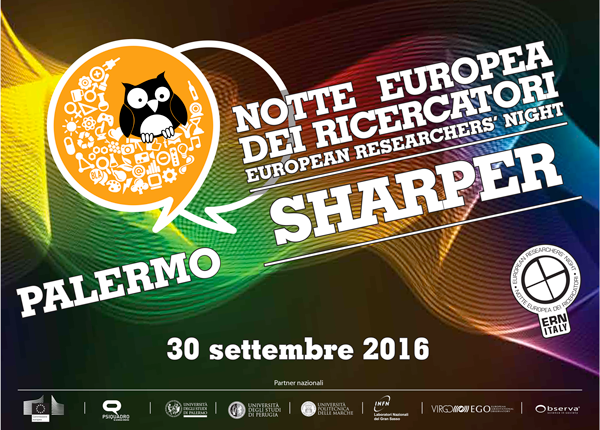 NOTTE EUROPEA
DEI RICERCATORI
EUROPEAN RESEARCHERS' NIGHT
SHARPER
PALERMO
EUROPEAN RESEARCHERS' NIGHT
NOTTE EUROPEA DEI RICERCATORI
ERN
ITALY
30 settembre 2016
Partner nazionali
PSIQUADRO
UNIVERSITÀ
DEGLI STUDI
DI PALERMO
UNIVERSITÀ
DEGLI STUDI
DI PERUGIA
UNIVERSITÀ
POLITECNICA
DELLE MARCHE
INFN
Laboratori Nazionali
del Gran Sasso
VIRGO
EGO
Observa